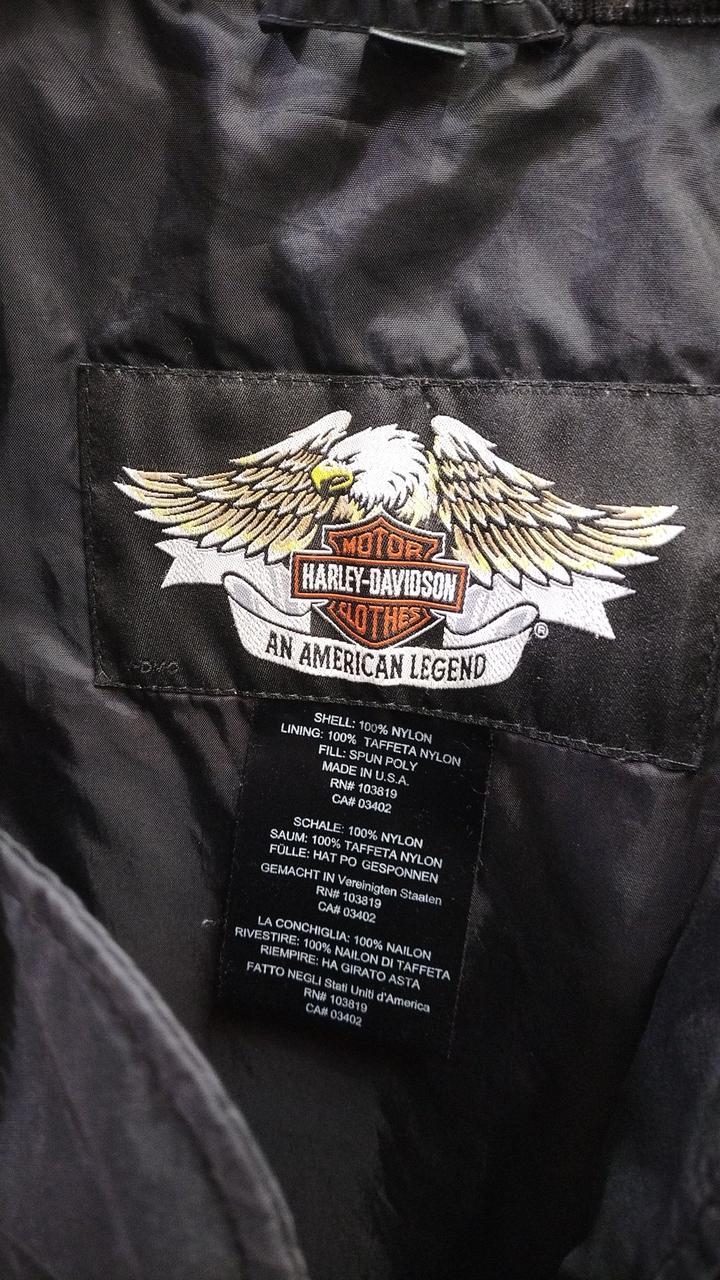 MOTOR
HARLEY-DAVIDSON
CLOTHES
®
AN AMERICAN LEGEND
SHELL: 100% NYLON
LINING: 100% TAFFETA NYLON
FILL: SPUN POLY
MADE IN U.S.A.
RN# 103819
CA# 03402
SCHALE: 100% NYLON
SAUM: 100% TAFFETA NYLON
FÜLLE: HAT PO GESPONNEN
GEMACHT IN Vereinigten Staaten
RN# 103819
CA# 03402
LA CONCHIGLIA: 100% NAILON
RIVESTIRE: 100% NAILON DI TAFFETA
RIEMPIRE: HA GIRATO ASTA
FATTO NEGLI Stati Uniti d'America
RN# 103819
CA# 03402